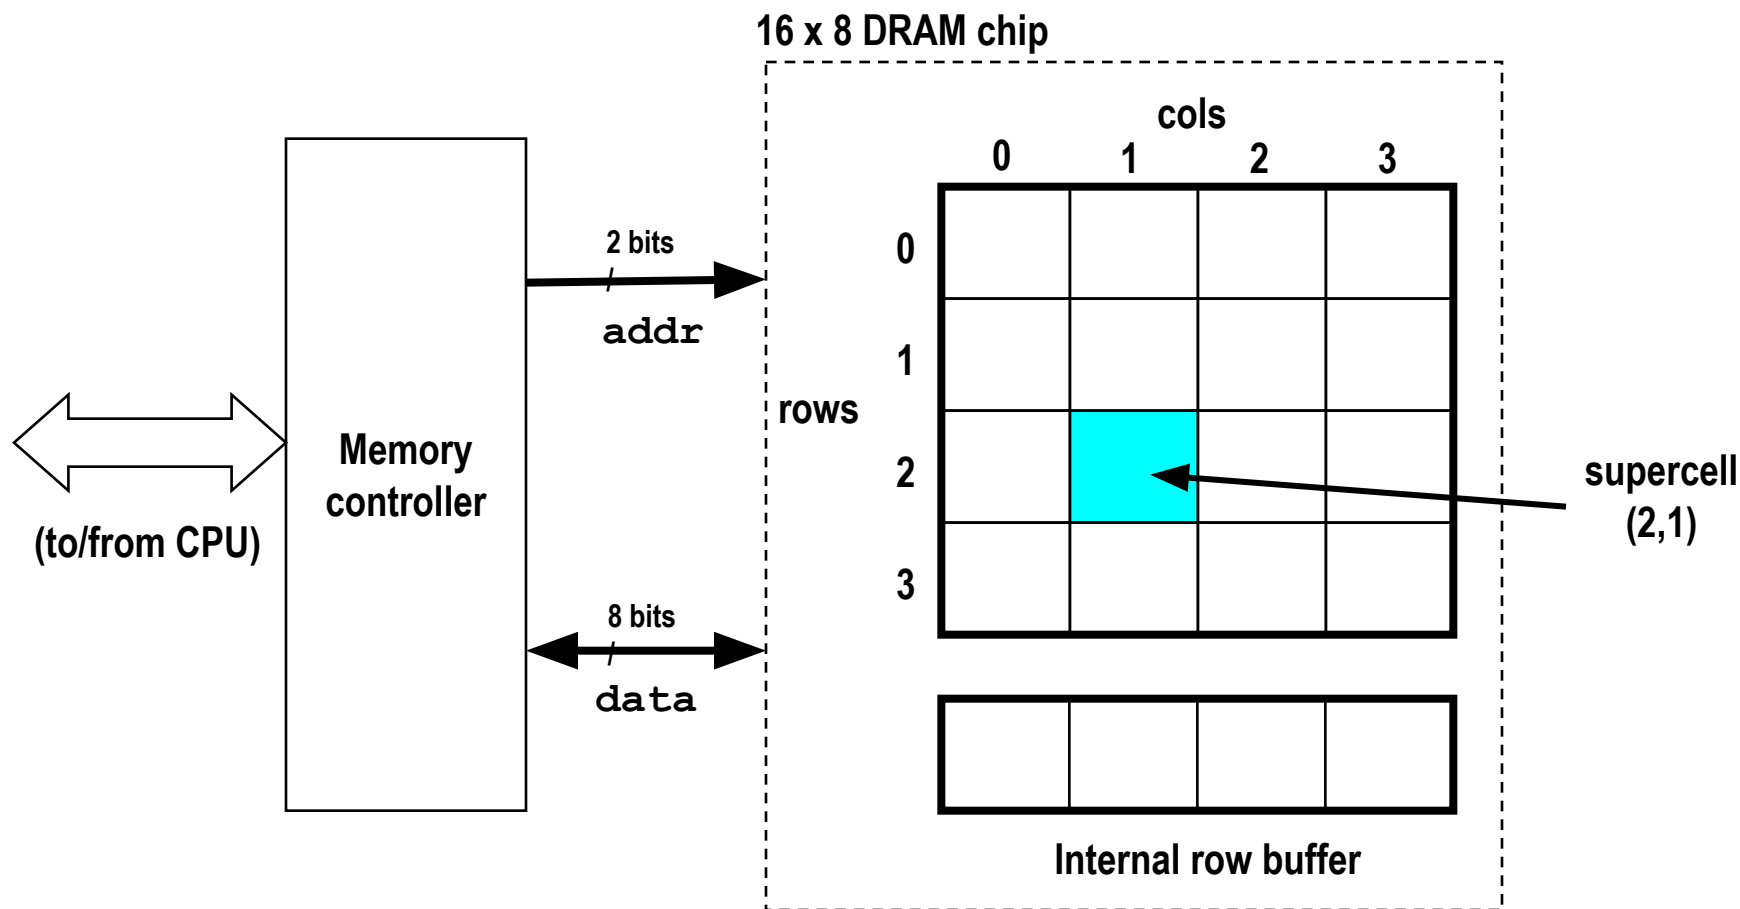 16 x 8 DRAM chip
cols
0 1 2 3
0
1
rows
2
3
2 bits
addr
Memory
controller
(to/from CPU)
8 bits
data
supercell
(2,1)
Internal row buffer